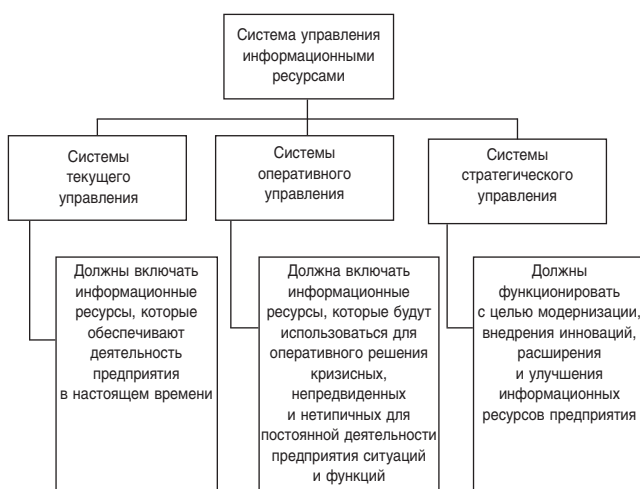 Система управления
информационными
ресурсами
Системы
текущего
управления
Системы
оперативного
управления
Системы
стратегического
управления
Должны включать
информационные
ресурсы, которые
обеспечивают
деятельность
предприятия
в настоящем времени
Должна включать
информационные
ресурсы, которые будут
использоваться для
оперативного решения
кризисных,
непредвиденных
и нетипичных для
постоянной деятельности
предприятия ситуаций
и функций
Должны
функционировать
с целью модернизации,
внедрения инноваций,
расширения
и улучшения
информационных
ресурсов предприятия